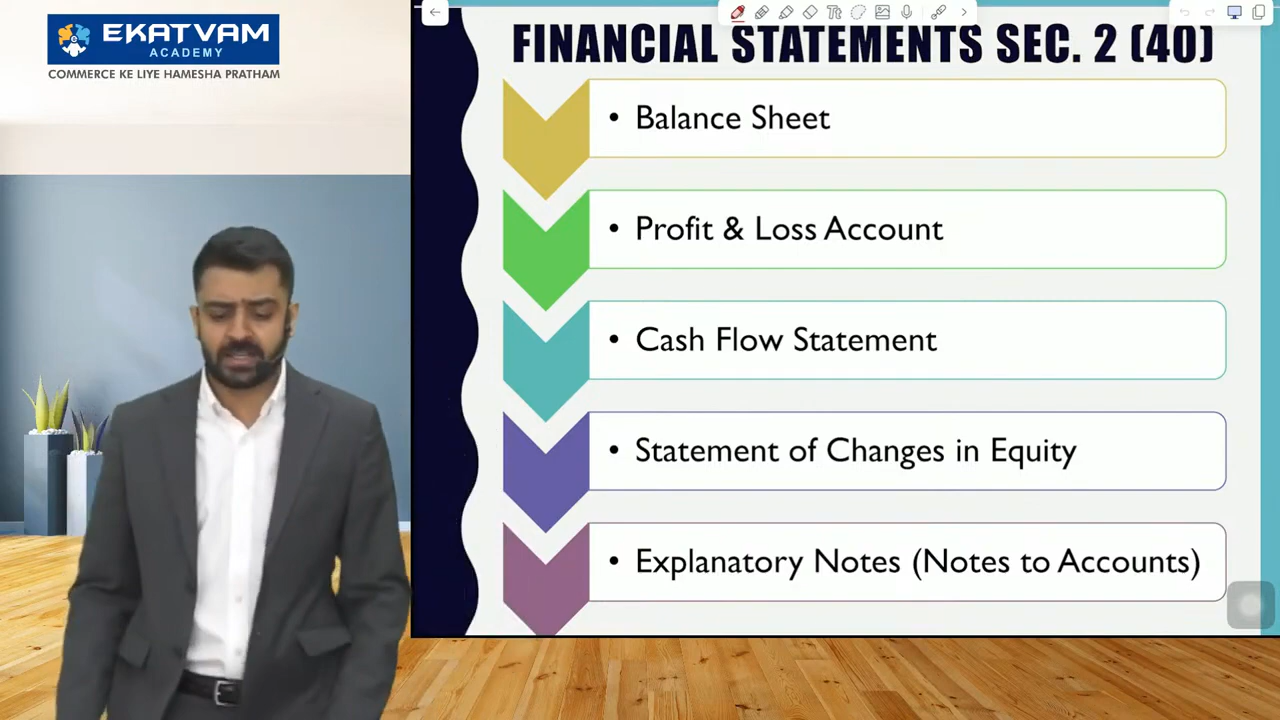 EKATVAM
ACADEMY
COMMERCE KE LIYE HAMESHA PRATHAM
FINANCIAL STATEMENTS SEC. 2 (40)
• Balance Sheet
• Profit & Loss Account
• Cash Flow Statement
• Statement of Changes in Equity
• Explanatory Notes (Notes to Accounts)